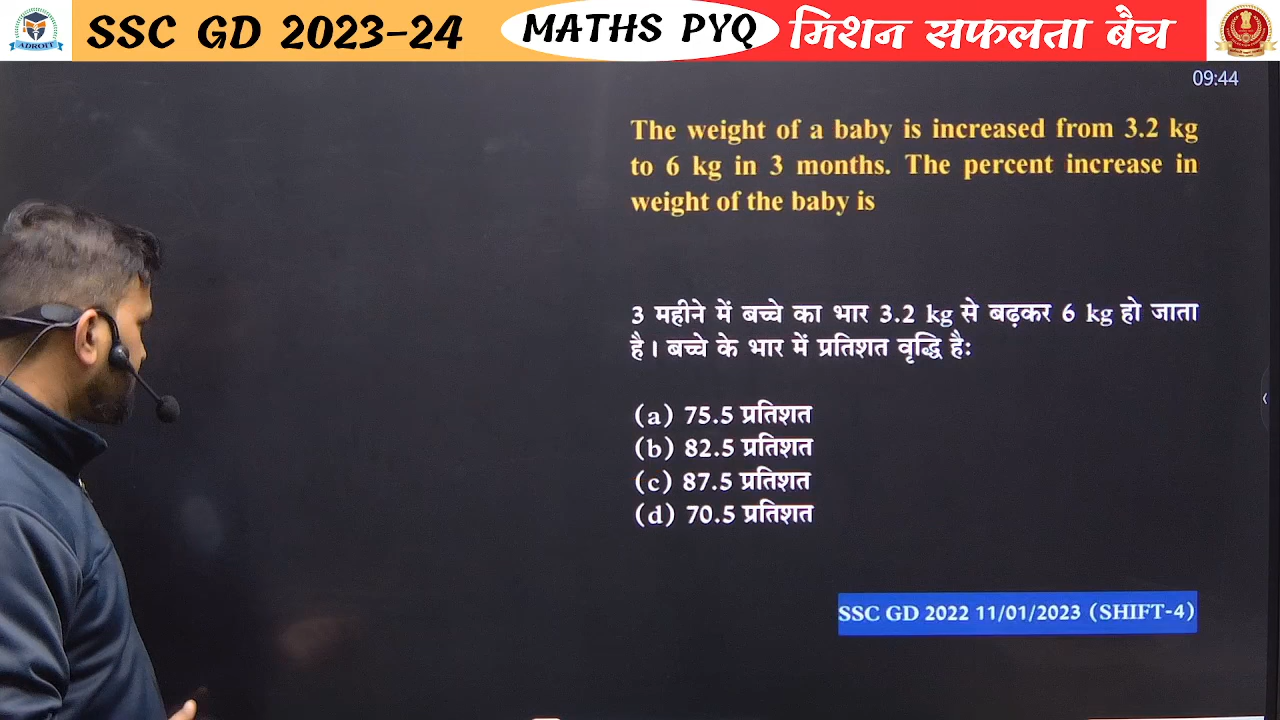 ADROIT
SSC GD 2023-24
MATHS PYQ
मिशन सफलता बैच
09:44
The weight of a baby is increased from 3.2 kg
to 6 kg in 3 months. The percent increase in
weight of the baby is
3 महीने में बच्चे का भार 3.2 kg से बढ़कर 6 kg हो जाता
है। बच्चे के भार में प्रतिशत वृद्धि है:
(a) 75.5 प्रतिशत
(b) 82.5 प्रतिशत
(c) 87.5 प्रतिशत
(d) 70.5 प्रतिशत
SSC GD 2022 11/01/2023 (SHIFT-4)